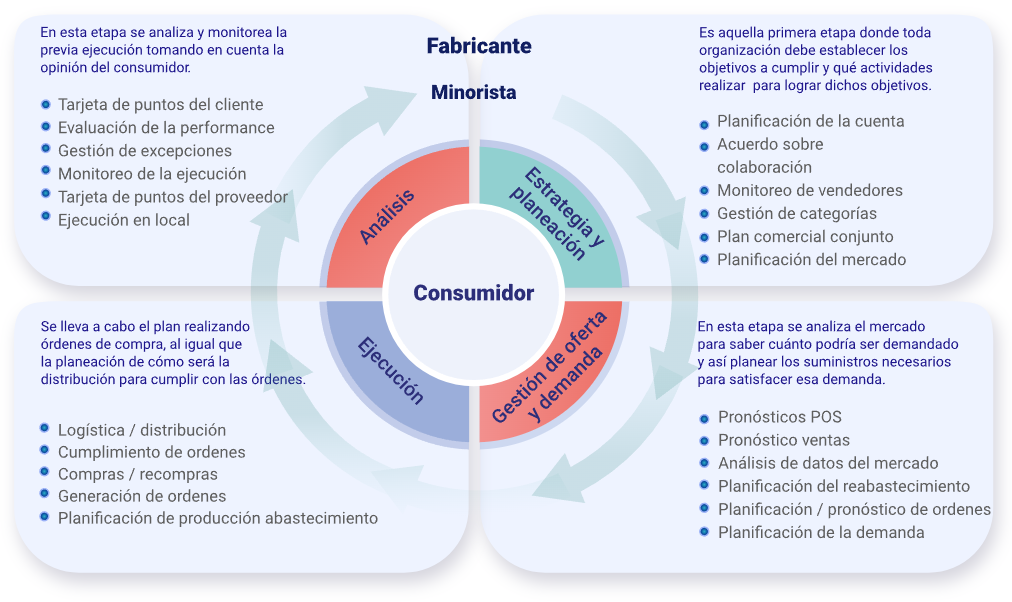 Fabricante
Minorista
En esta etapa se analiza y monitorea la
previa ejecución tomando en cuenta la
opinión del consumidor.
Tarjeta de puntos del cliente
Evaluación de la performance
Gestión de excepciones
Monitoreo de la ejecución
Tarjeta de puntos del proveedor
Ejecución en local
Es aquella primera etapa donde toda
organización debe establecer los
objetivos a cumplir y qué actividades
realizar  para lograr dichos objetivos.
Planificación de la cuenta
Acuerdo sobre
colaboración
Monitoreo de vendedores
Gestión de categorías
Plan comercial conjunto
Planificación del mercado
Análisis
Estrategia y
planeación
Consumidor
Ejecución
Gestión de oferta
y demanda
Se lleva a cabo el plan realizando
órdenes de compra, al igual que
la planeación de cómo será la
distribución para cumplir con las órdenes.
Logística / distribución
Cumplimiento de ordenes
Compras / recompras
Generación de ordenes
Planificación de producción abastecimiento
En esta etapa se analiza el mercado
para saber cuánto podría ser demandado
y así planear los suministros necesarios
para satisfacer esa demanda.
Pronósticos POS
Pronóstico ventas
Análisis de datos del mercado
Planificación del reabastecimiento
Planificación / pronóstico de ordenes
Planificación de la demanda